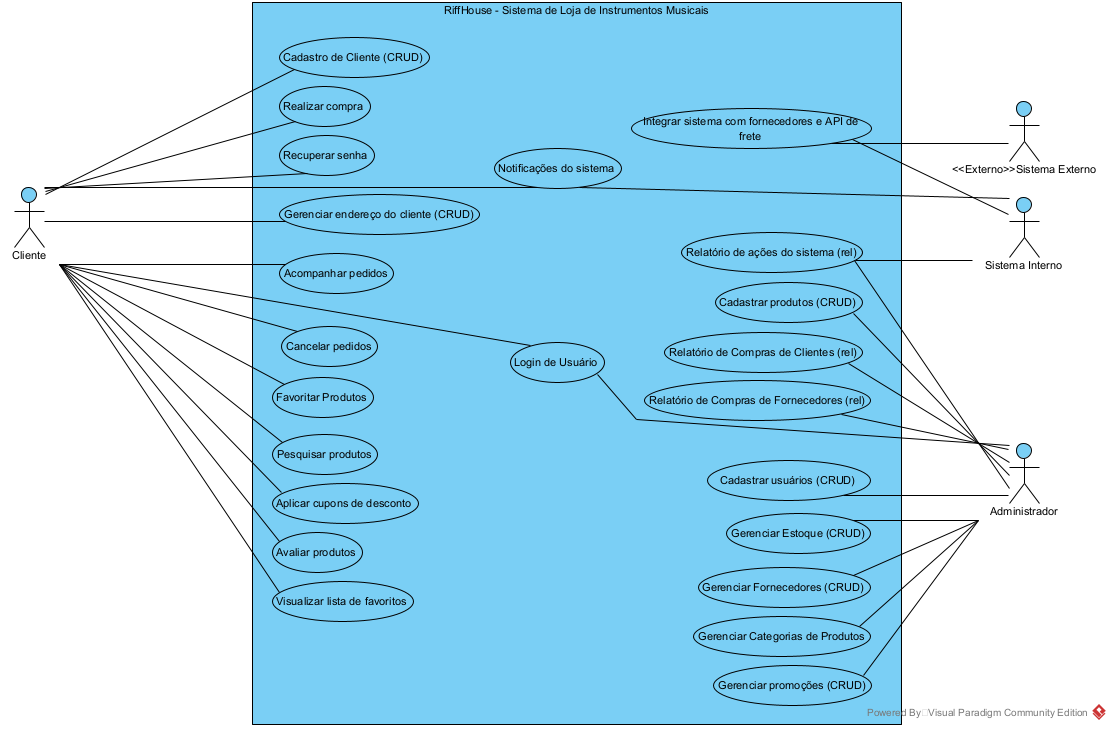 RiffHouse - Sistema de Loja de Instrumentos Musicais
Cadastro de Cliente (CRUD)
Realizar compra
Recuperar senha
Notificações do sistema
Integrar sistema com fornecedores e API de
frete
<<Externo>>Sistema Externo
Gerenciar endereço do cliente (CRUD)
Cliente
Sistema Interno
Relatório de ações do sistema (rel)
Acompanhar pedidos
Cadastrar produtos (CRUD)
Cancelar pedidos
Relatório de Compras de Clientes (rel)
Login de Usuário
Favoritar Produtos
Relatório de Compras de Fornecedores (rel)
Pesquisar produtos
Cadastrar usuários (CRUD)
Aplicar cupons de desconto
Administrador
Gerenciar Estoque (CRUD)
Avaliar produtos
Gerenciar Fornecedores (CRUD)
Visualizar lista de favoritos
Gerenciar Categorias de Produtos
Gerenciar promoções (CRUD)
Powered By Visual Paradigm Community Edition